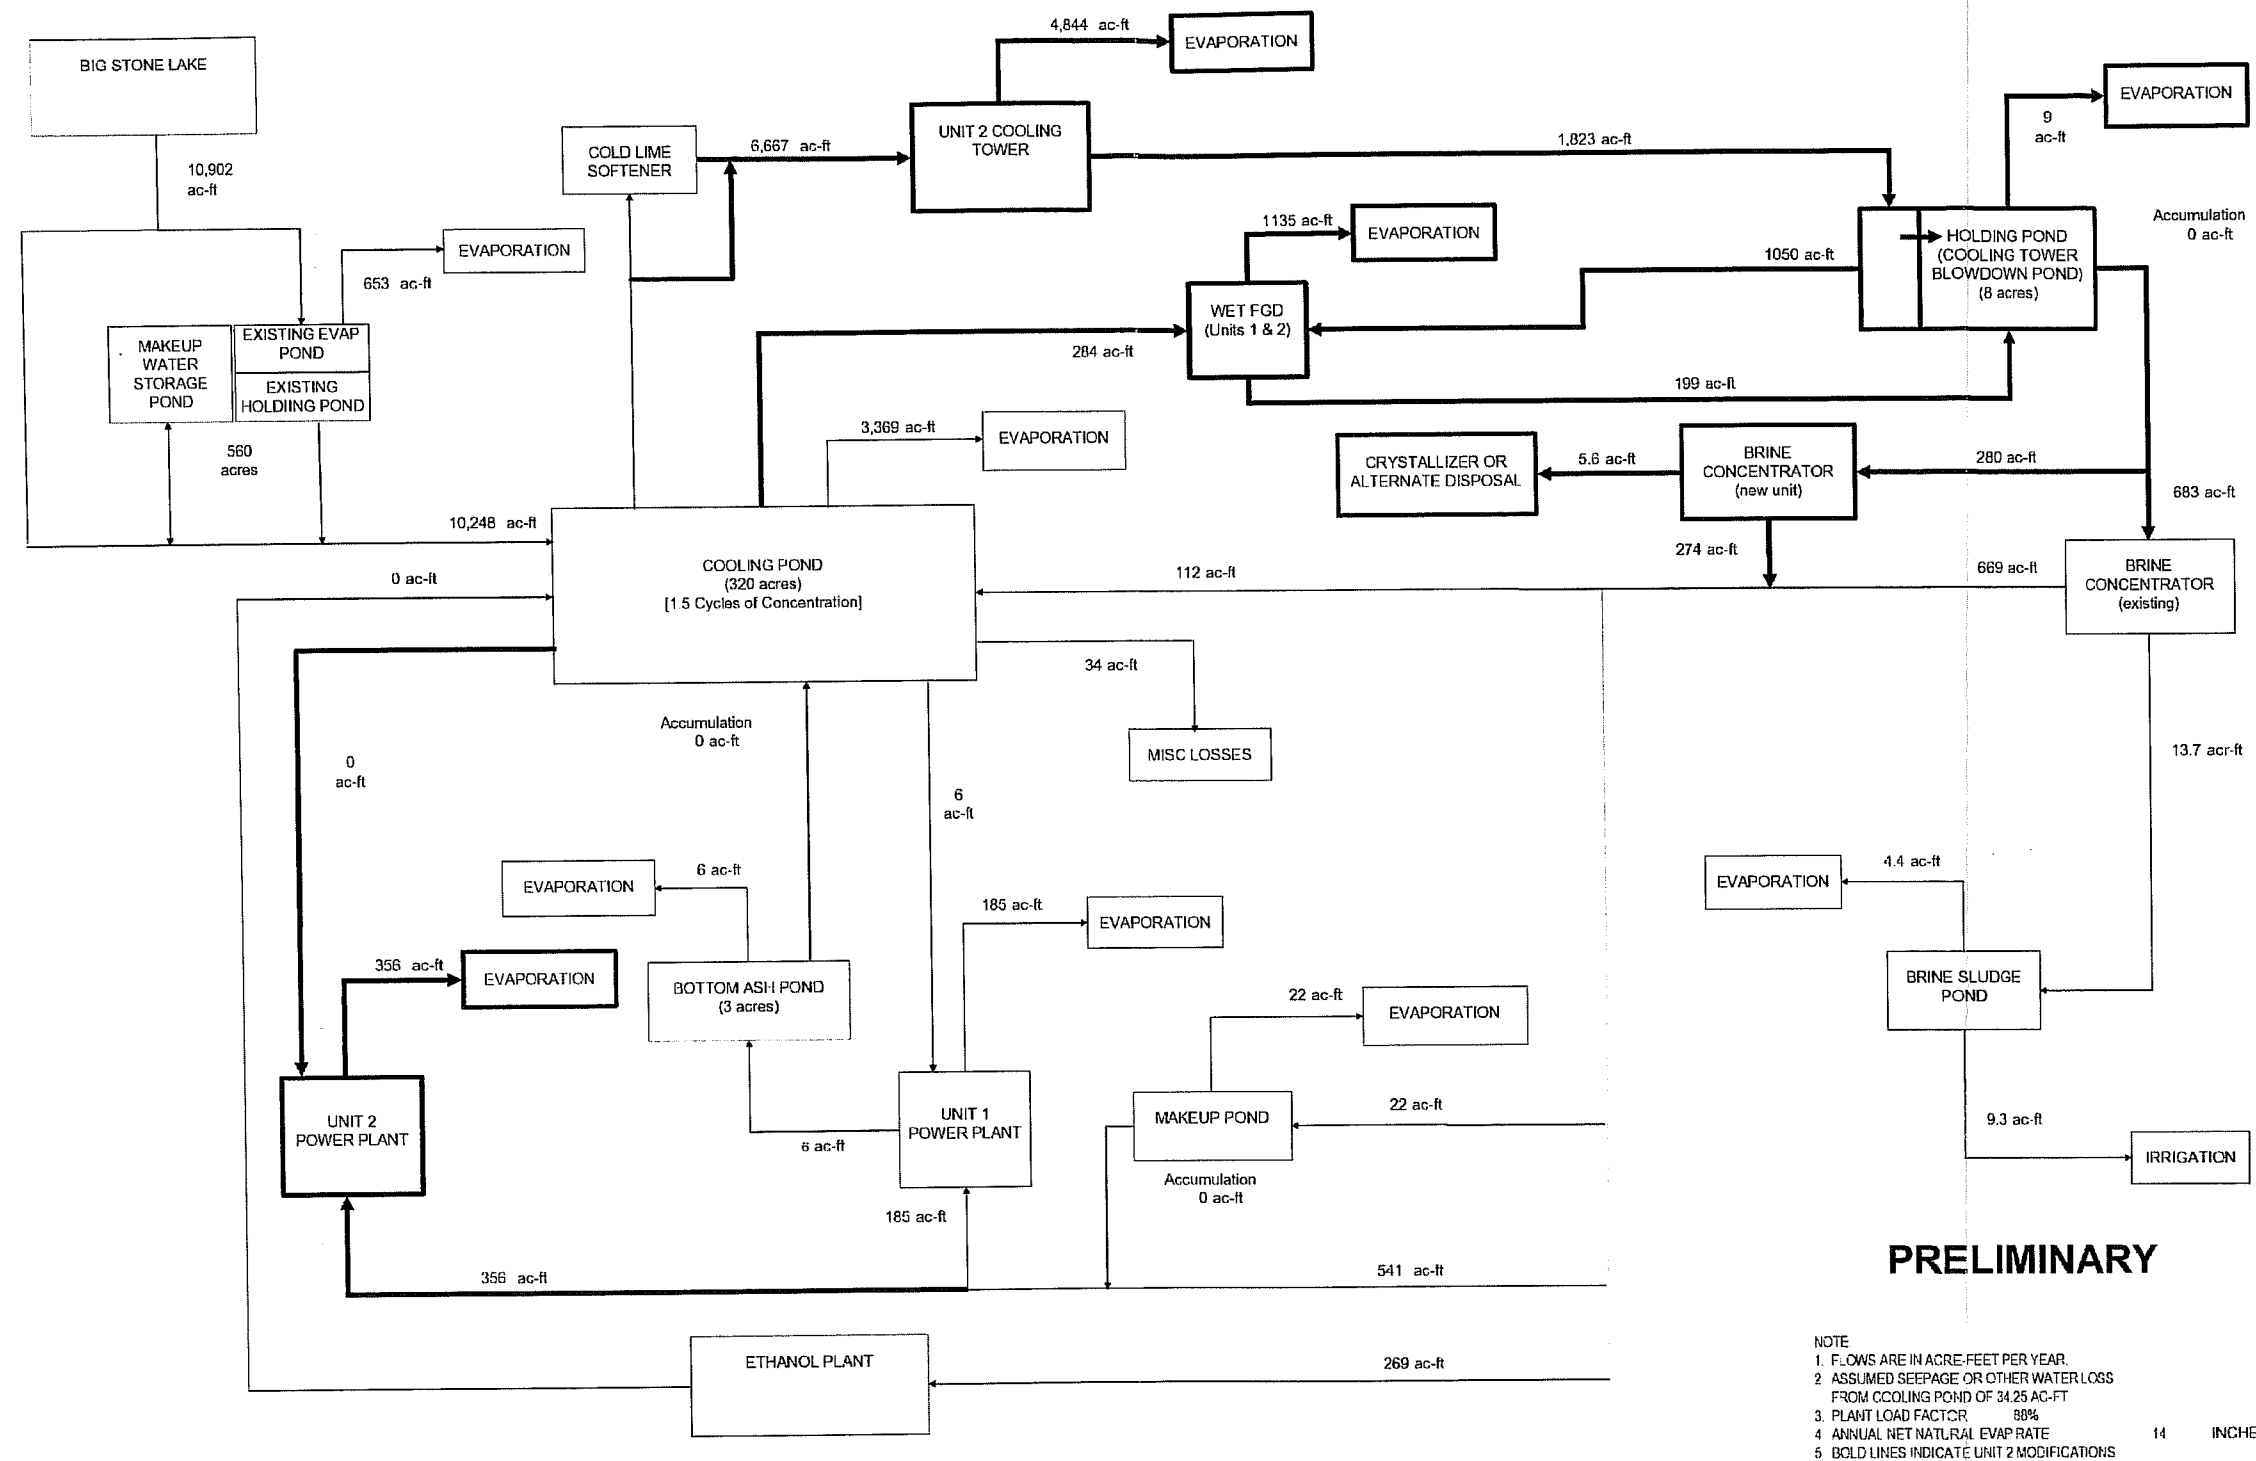 4,844 ac-ft
EVAPORATION
BIG STONE LAKE
EVAPORATION
9
ac-ft
UNIT 2 COOLING
TOWER
6,667 ac-ft
1,823 ac-ft
COLD LIME
SOFTENER
10,902
ac-ft
1135 ac-ft
EVAPORATION
Accumulation
0 ac-ft
EVAPORATION
653 ac-ft
1050 ac-ft
HOLDING POND
(COOLING TOWER
BLOWDOWN POND)
(8 acres)
WET FGD
(Units 1 & 2)
MAKEUP
WATER
STORAGE
POND
EXISTING EVAP
POND
EXISTING
HOLDIING POND
284 ac-ft
199 ac-ft
560
acres
3,369 ac-ft
EVAPORATION
CRYSTALLIZER OR
ALTERNATE DISPOSAL
5.6 ac-ft
BRINE
CONCENTRATOR
(new unit)
280 ac-ft
683 ac-ft
10,248 ac-ft
274 ac-ft
0 ac-ft
COOLING POND
(320 acres)
[1.5 Cycles of Concentration]
112 ac-ft
669 ac-ft
BRINE
CONCENTRATOR
(existing)
34 ac-ft
Accumulation
0 ac-ft
MISC LOSSES
13.7 acr-ft
0
ac-ft
6
ac-ft
EVAPORATION
6 ac-ft
EVAPORATION
4.4 ac-ft
185 ac-ft
EVAPORATION
356 ac-ft
EVAPORATION
BOTTOM ASH POND
(3 acres)
22 ac-ft
EVAPORATION
BRINE SLUDGE
POND
UNIT 2
POWER PLANT
UNIT 1
POWER PLANT
6 ac-ft
MAKEUP POND
22 ac-ft
9.3 ac-ft
IRRIGATION
Accumulation
0 ac-ft
185 ac-ft
356 ac-ft
541 ac-ft
PRELIMINARY
ETHANOL PLANT
269 ac-ft
NOTE
1. FLOWS ARE IN ACRE-FEET PER YEAR.
2 ASSUMED SEEPAGE OR OTHER WATER LOSS
FROM COOLING POND OF 34.25 AC-FT
3. PLANT LOAD FACTOR 88%
4 ANNUAL NET NATURAL EVAP RATE 14 INCHE
5 BOLD LINES INDICATE UNIT 2 MODIFICATIONS